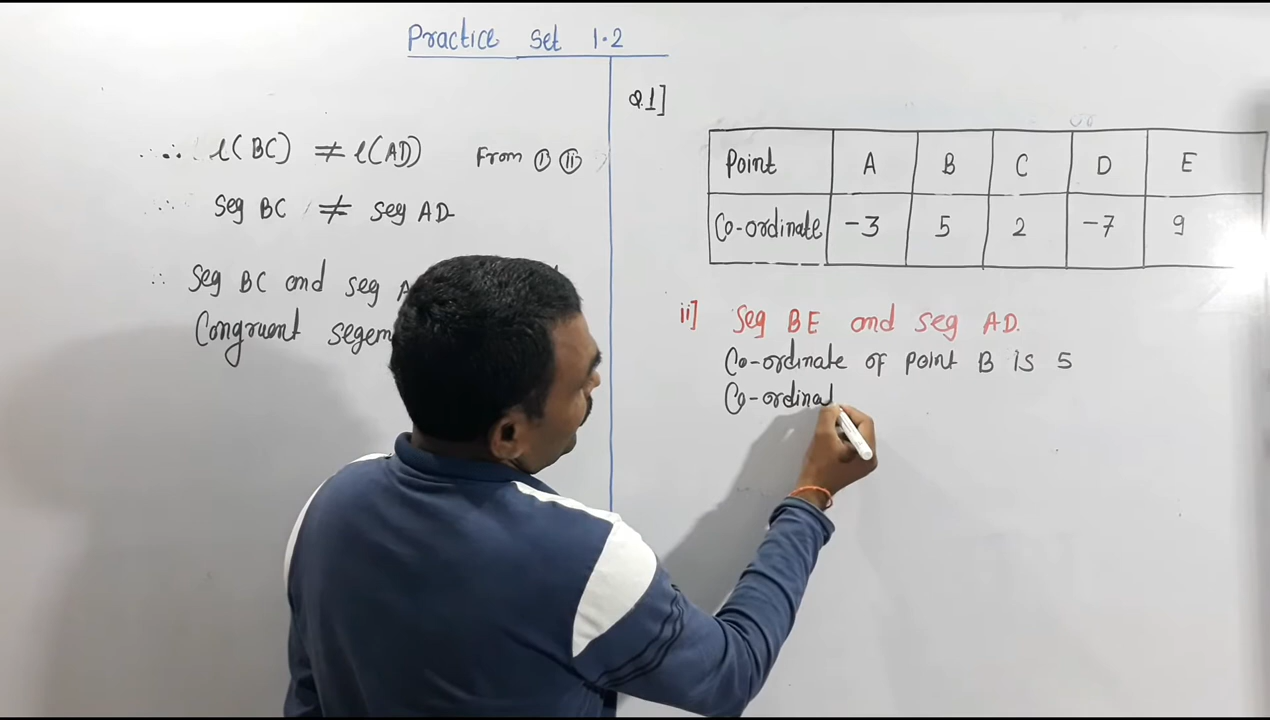 Practice Set 1.2
∴ l(BC) ≠ l(AD) From ⓘ ⓘⓘ
∴ seg BC ≠ seg AD
∴ Seg BC and seg
Congruent
Q.1]
Point A B C D E
Co-ordinate -3 5 2 -7 9
ii] Seg BE and seg AD.
Co-ordinate of point B is 5
Co-ordinat